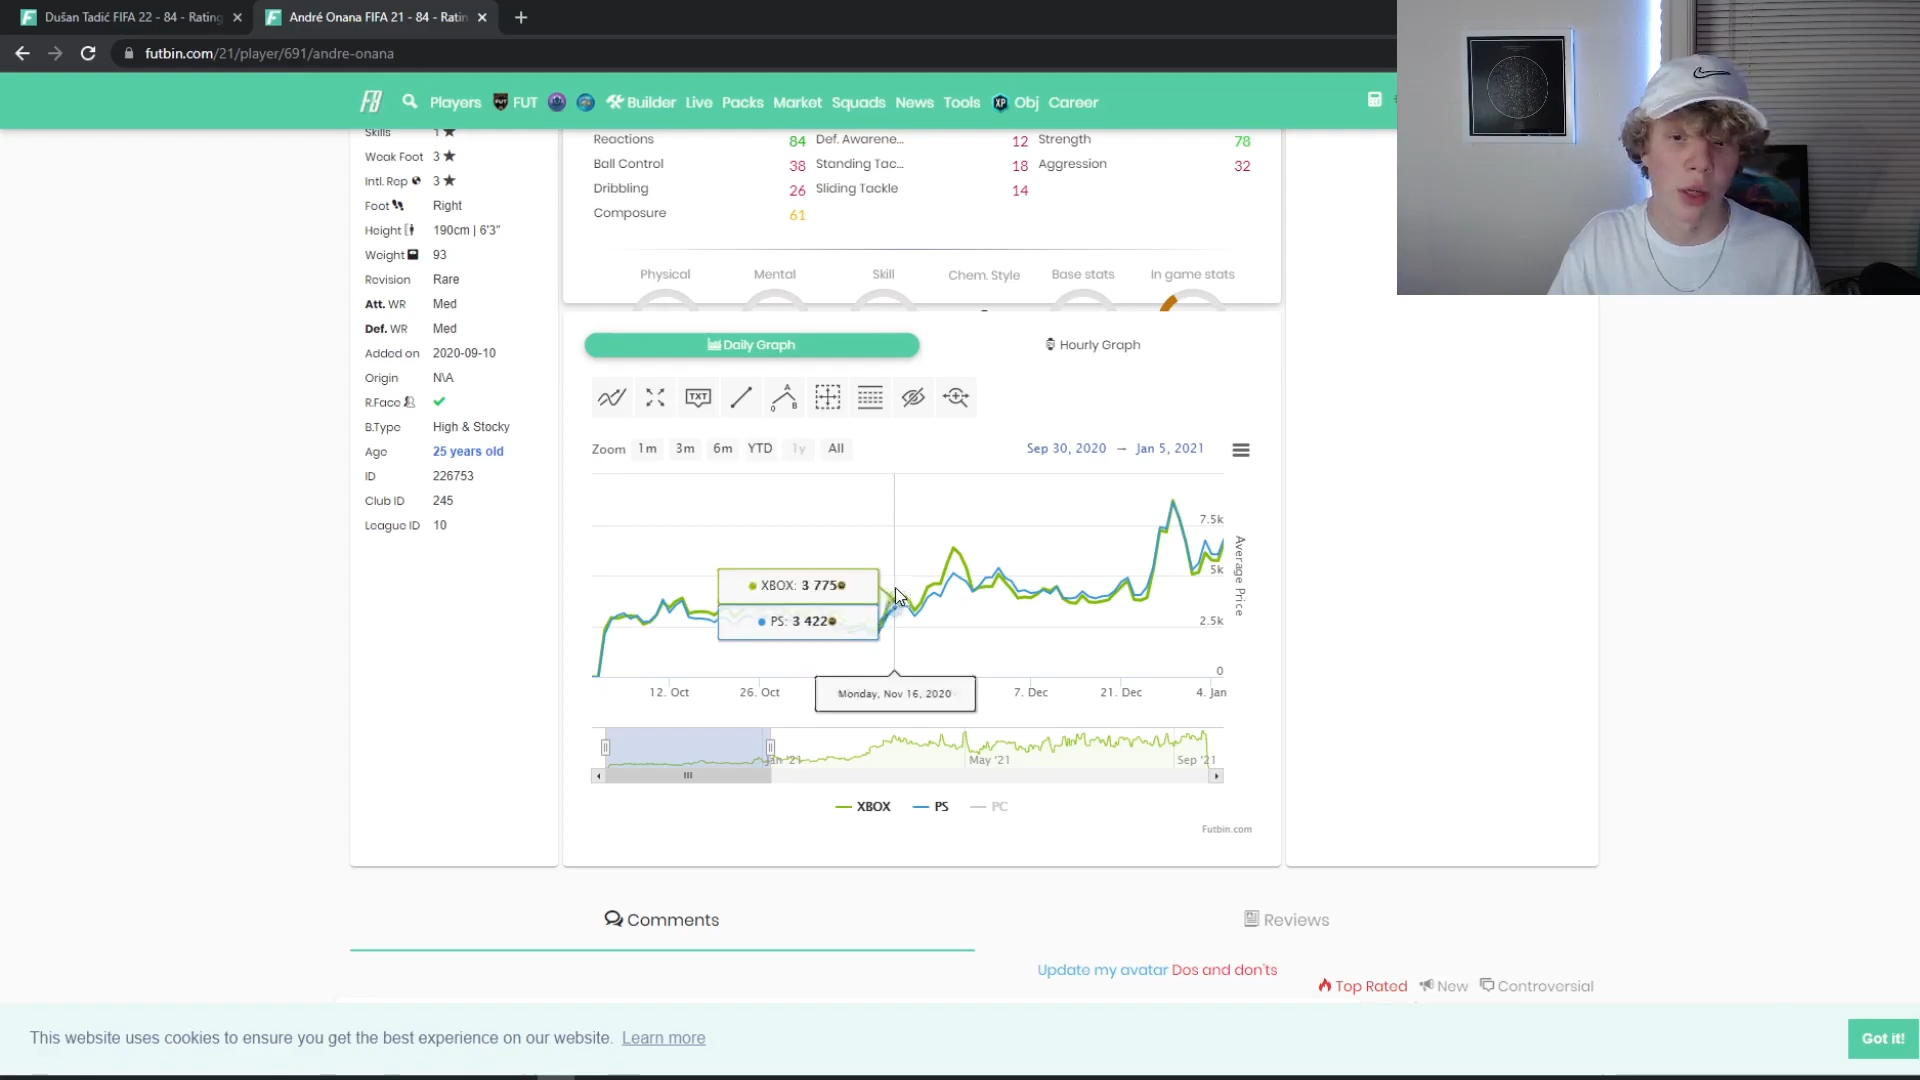 Dušan Tadić FIFA 22 - 84 - Rating
André Onana FIFA 21 - 84 - Ratin
futbin.com/21/player/691/andre-onana
FB Players FUT Builder Live Packs Market Squads News Tools XP Obj Career
Skills 1
Weak Foot 3
Intl. Rep 3
Foot Right
Height 190cm | 6'3"
Weight 93
Revision Rare
Att. WR Med
Def. WR Med
Added on 2020-09-10
Origin N\A
R.Face
B.Type High & Stocky
Age 25 years old
ID 226753
Club ID 245
League ID 10
Reactions 84 Def. Awarene... 12 Strength 78
Ball Control 38 Standing Tac... 18 Aggression 32
Dribbling 26 Sliding Tackle 14
Composure 61
Physical Mental Skill Chem. Style Base stats In game stats
Daily Graph Hourly Graph
TXT A 0 B
Zoom 1m 3m 6m YTD 1y All Sep 30, 2020 → Jan 5, 2021
7.5k
5k
2.5k
0
Average Price
XBOX: 3 775
PS: 3 422
12. Oct 26. Oct Monday, Nov 16, 2020 7. Dec 21. Dec 4. Jan
Jan '21 May '21 Sep '21
XBOX PS PC
Futbin.com
Comments Reviews
Update my avatar Dos and don'ts
Top Rated New Controversial
This website uses cookies to ensure you get the best experience on our website. Learn more
Got it!